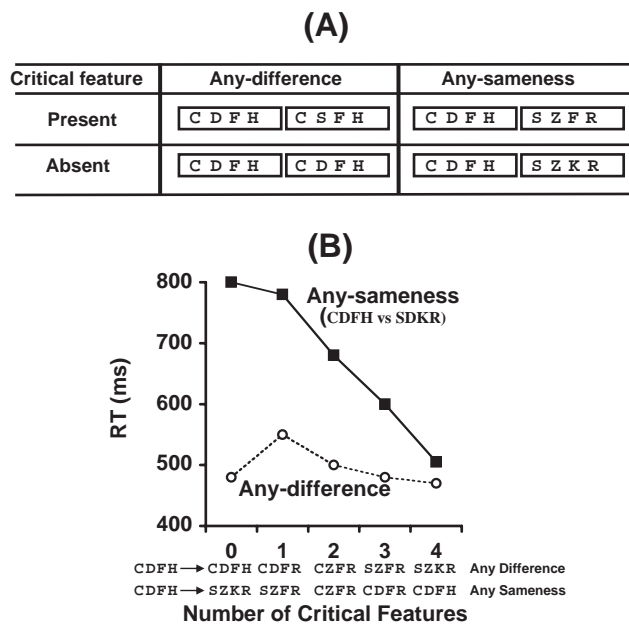 (A)
Critical feature Any-difference Any-sameness
Present C D F H C S F H C D F H S Z F R
Absent C D F H C D F H C D F H S Z K R
(B)
800
700
600
500
400
RT (ms)
Any-sameness
(CDFH vs SDKR)
Any-difference
0 1 2 3 4
CDFH→CDFH CDFR CZFR SZFR SZKR Any Difference
CDFH→SZKR SZFR CZFR CDFR CDFH Any Sameness
Number of Critical Features